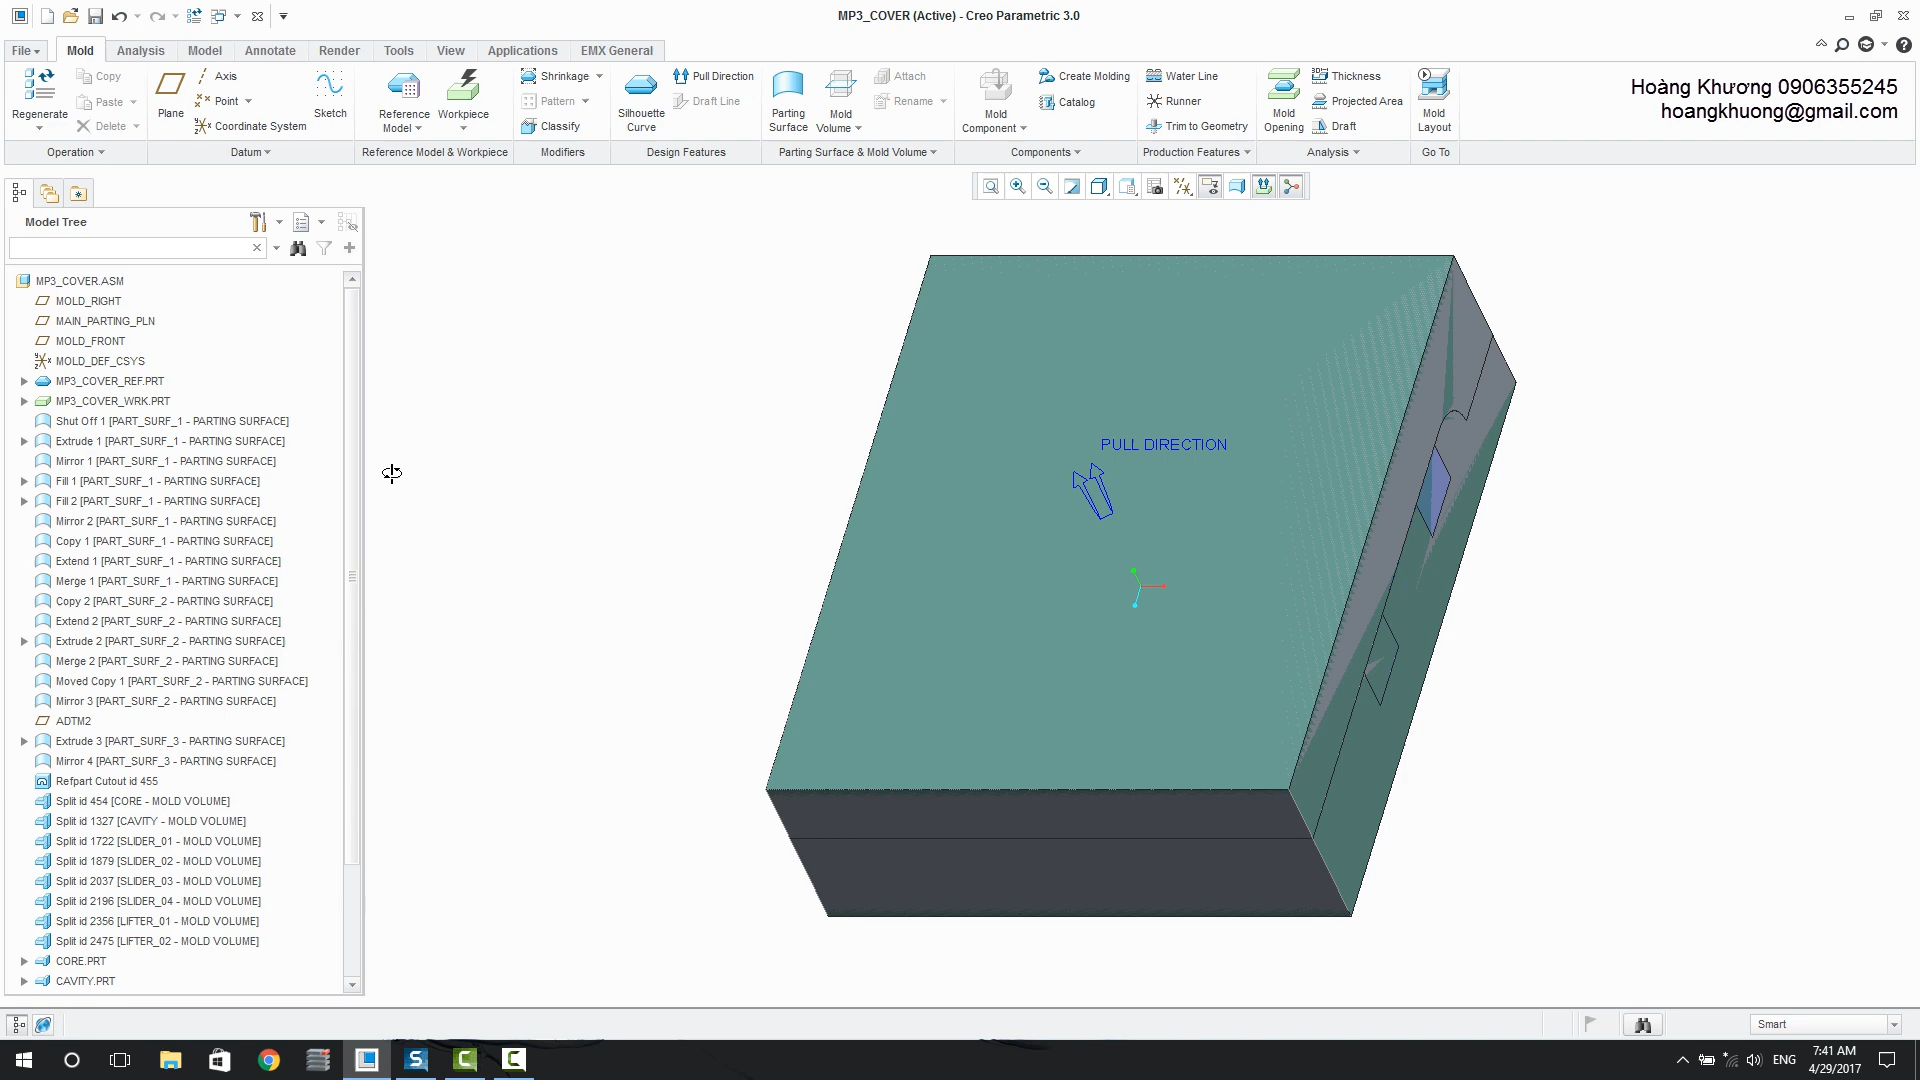 MP3_COVER (Active) - Creo Parametric 3.0
File Mold Analysis Model Annotate Render Tools View Applications EMX General
Regenerate
Copy
Paste
Delete
Operation
Plane
Axis
Point
Coordinate System
Sketch
Datum
Reference Model
Workpiece
Reference Model & Workpiece
Shrinkage
Pattern
Classify
Modifiers
Silhouette Curve
Pull Direction
Draft Line
Design Features
Parting Surface
Mold Volume
Attach
Rename
Parting Surface & Mold Volume
Mold Component
Create Molding
Catalog
Components
Water Line
Runner
Trim to Geometry
Production Features
Mold Opening
Thickness
Projected Area
Draft
Analysis
Mold Layout
Go To
Hoàng Khương 0906355245
hoangkhuong@gmail.com
Model Tree
MP3_COVER.ASM
MOLD_RIGHT
MAIN_PARTING_PLN
MOLD_FRONT
MOLD_DEF_CSYS
MP3_COVER_REF.PRT
MP3_COVER_WRK.PRT
Shut Off 1 [PART_SURF_1 - PARTING SURFACE]
Extrude 1 [PART_SURF_1 - PARTING SURFACE]
Mirror 1 [PART_SURF_1 - PARTING SURFACE]
Fill 1 [PART_SURF_1 - PARTING SURFACE]
Fill 2 [PART_SURF_1 - PARTING SURFACE]
Mirror 2 [PART_SURF_1 - PARTING SURFACE]
Copy 1 [PART_SURF_1 - PARTING SURFACE]
Extend 1 [PART_SURF_1 - PARTING SURFACE]
Merge 1 [PART_SURF_1 - PARTING SURFACE]
Copy 2 [PART_SURF_2 - PARTING SURFACE]
Extend 2 [PART_SURF_2 - PARTING SURFACE]
Extrude 2 [PART_SURF_2 - PARTING SURFACE]
Merge 2 [PART_SURF_2 - PARTING SURFACE]
Moved Copy 1 [PART_SURF_2 - PARTING SURFACE]
Mirror 3 [PART_SURF_2 - PARTING SURFACE]
ADTM2
Extrude 3 [PART_SURF_3 - PARTING SURFACE]
Mirror 4 [PART_SURF_3 - PARTING SURFACE]
Refpart Cutout id 455
Split id 454 [CORE - MOLD VOLUME]
Split id 1327 [CAVITY - MOLD VOLUME]
Split id 1722 [SLIDER_01 - MOLD VOLUME]
Split id 1879 [SLIDER_02 - MOLD VOLUME]
Split id 2037 [SLIDER_03 - MOLD VOLUME]
Split id 2196 [SLIDER_04 - MOLD VOLUME]
Split id 2356 [LIFTER_01 - MOLD VOLUME]
Split id 2475 [LIFTER_02 - MOLD VOLUME]
CORE.PRT
CAVITY.PRT
PULL DIRECTION
Smart
ENG
7:41 AM
4/29/2017